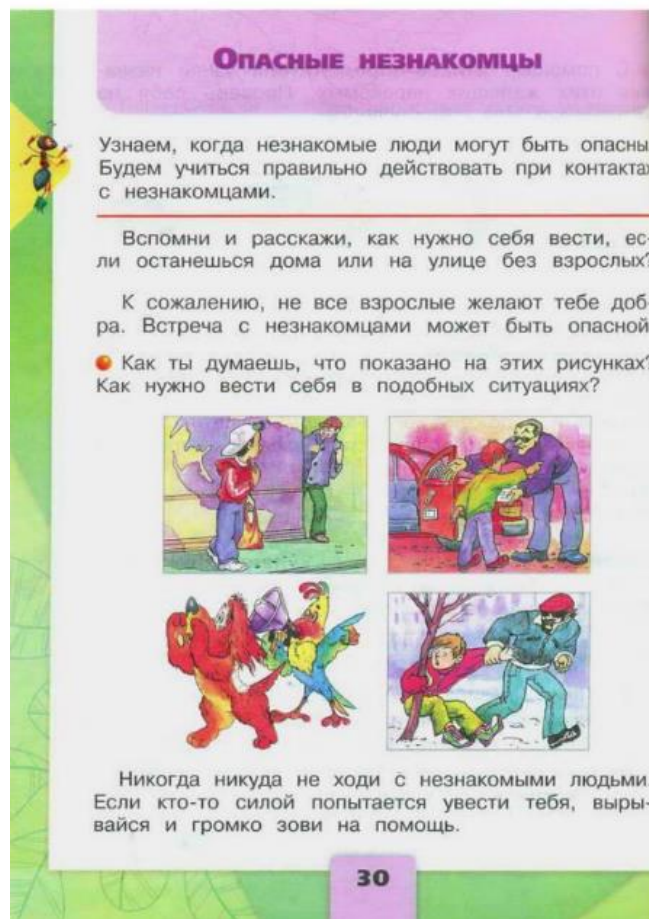 ОПАСНЫЕ НЕЗНАКОМЦЫ
Узнаем, когда незнакомые люди могут быть опасны
Будем учиться правильно действовать при контактах
с незнакомцами.
Вспомни и расскажи, как нужно себя вести, ес-
ли останешься дома или на улице без взрослых?
К сожалению, не все взрослые желают тебе доб-
ра. Встреча с незнакомцами может быть опасной
Как ты думаешь, что показано на этих рисунках?
Как нужно вести себя в подобных ситуациях?
Никогда никуда не ходи с незнакомыми людьми.
Если кто-то силой попытается увести тебя, выры-
вайся и громко зови на помощь.
30